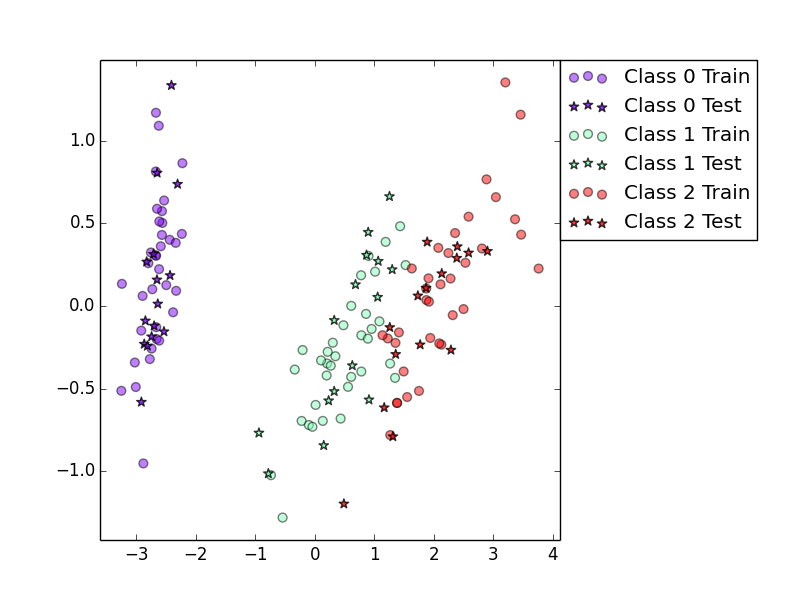 Class 0 Train
Class 0 Test
Class 1 Train
Class 1 Test
Class 2 Train
Class 2 Test
1.0
0.5
0.0
−0.5
−1.0
−3 −2 −1 0 1 2 3 4